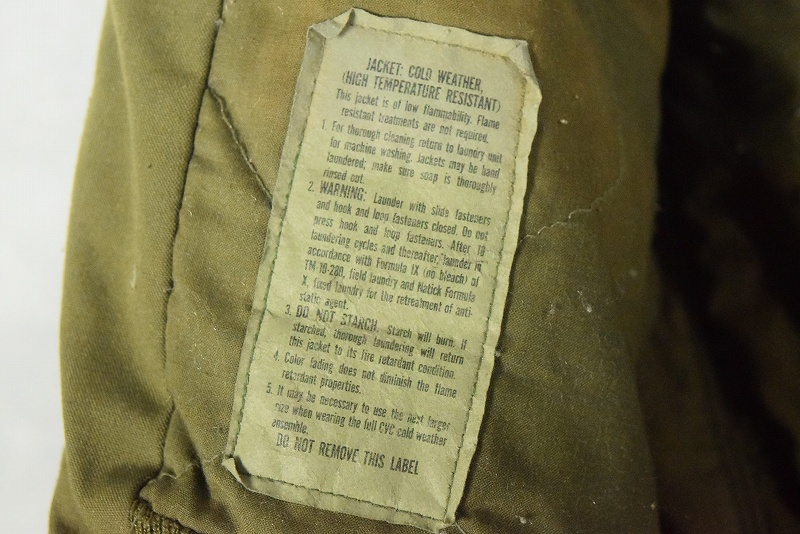 JACKET: COLD WEATHER,
(HIGH TEMPERATURE RESISTANT)
This jacket is of low flammability. Flame
resistant treatments are not required.
1. For thorough cleaning return to laundry unit
for machine washing. Jackets may be hand
laundered; make sure soap is thoroughly
rinsed out.
2. WARNING: Launder with slide fasteners
and hook and loop fasteners closed. Do not
press hook and loop fasteners. After 10
laundering cycles and thereafter, launder in
accordance with Formula IX (no bleach) of
TM 10-280, field laundry and Natick Formula
X, fixed laundry for the retreatment of anti-
static agent.
3. DO NOT STARCH. Starch will burn. If
starched, thorough laundering will return
this jacket to its fire retardant condition.
4. Color fading does not diminish the flame
retardant properties.
5. It may be necessary to use the next larger
size when wearing the full CVC cold weather
ensemble.
DO NOT REMOVE THIS LABEL